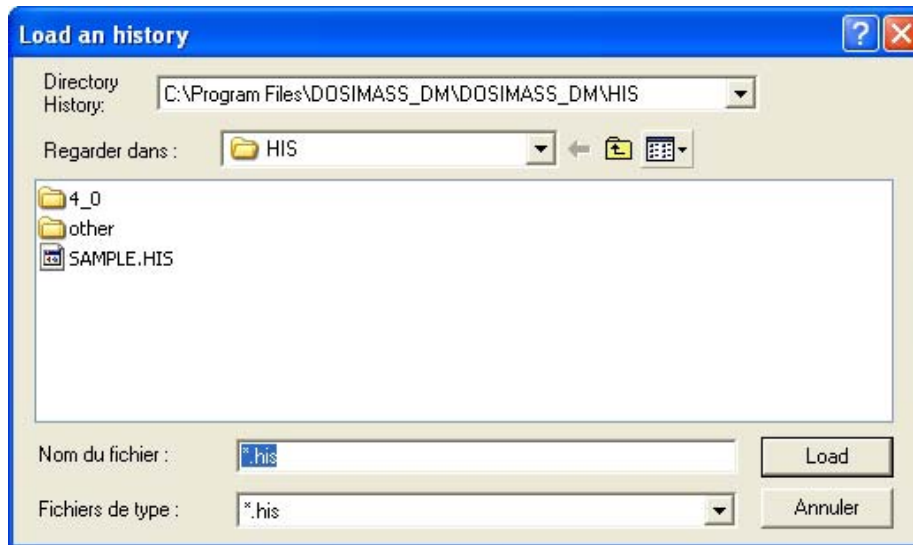 Load an history
Directory
History:
C:\Program Files\DOSIMASS_DM\DOSIMASS_DM\HIS
Regarder dans :
HIS
4_0
other
SAMPLE.HIS
Nom du fichier :
*.his
Load
Fichiers de type :
*.his
Annuler